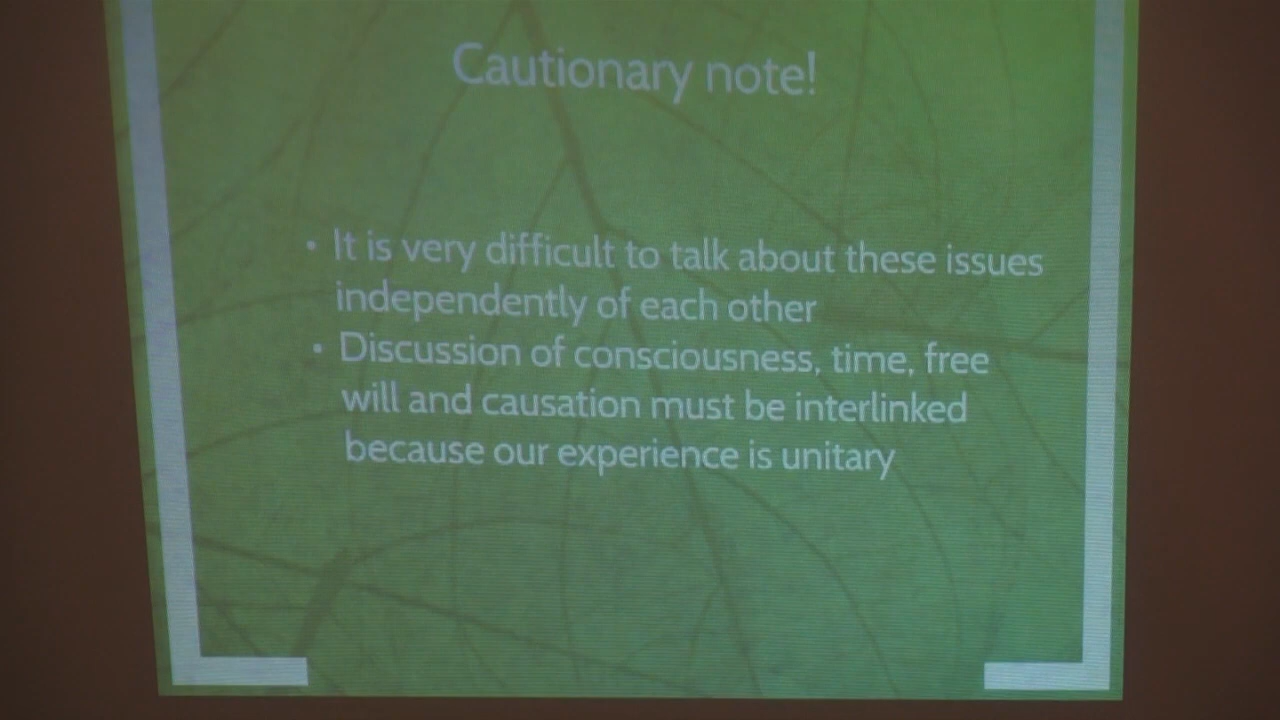 Cautionary note!
• It is very difficult to talk about these issues
independently of each other
• Discussion of consciousness, time, free
will and causation must be interlinked
because our experience is unitary